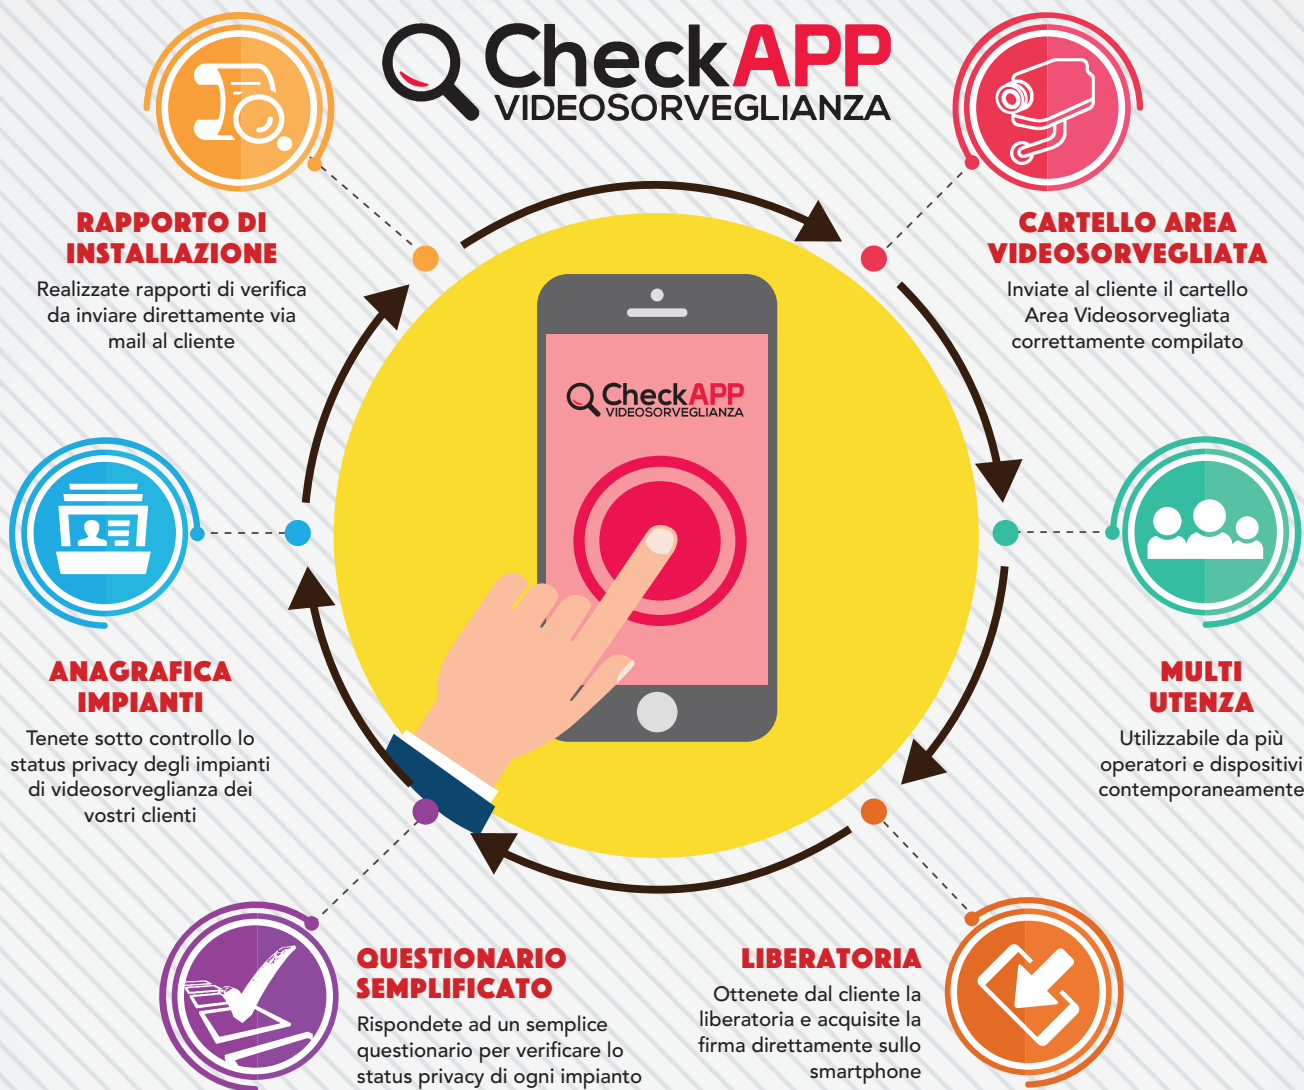 CheckAPP
VIDEOSORVEGLIANZA
RAPPORTO DI
INSTALLAZIONE
Realizzate rapporti di verifica
da inviare direttamente via
mail al cliente
CARTELLO AREA
VIDEOSORVEGLIATA
Inviate al cliente il cartello
Area Videosorvegliata
correttamente compilato
CheckAPP
VIDEOSORVEGLIANZA
ANAGRAFICA
IMPIANTI
Tenete sotto controllo lo
status privacy degli impianti
di videosorveglianza dei
vostri clienti
MULTI
UTENZA
Utilizzabile da più
operatori e dispositivi
contemporaneamente
QUESTIONARIO
SEMPLIFICATO
Rispondete ad un semplice
questionario per verificare lo
status privacy di ogni impianto
LIBERATORIA
Ottenete dal cliente la
liberatoria e acquisite la
firma direttamente sullo
smartphone